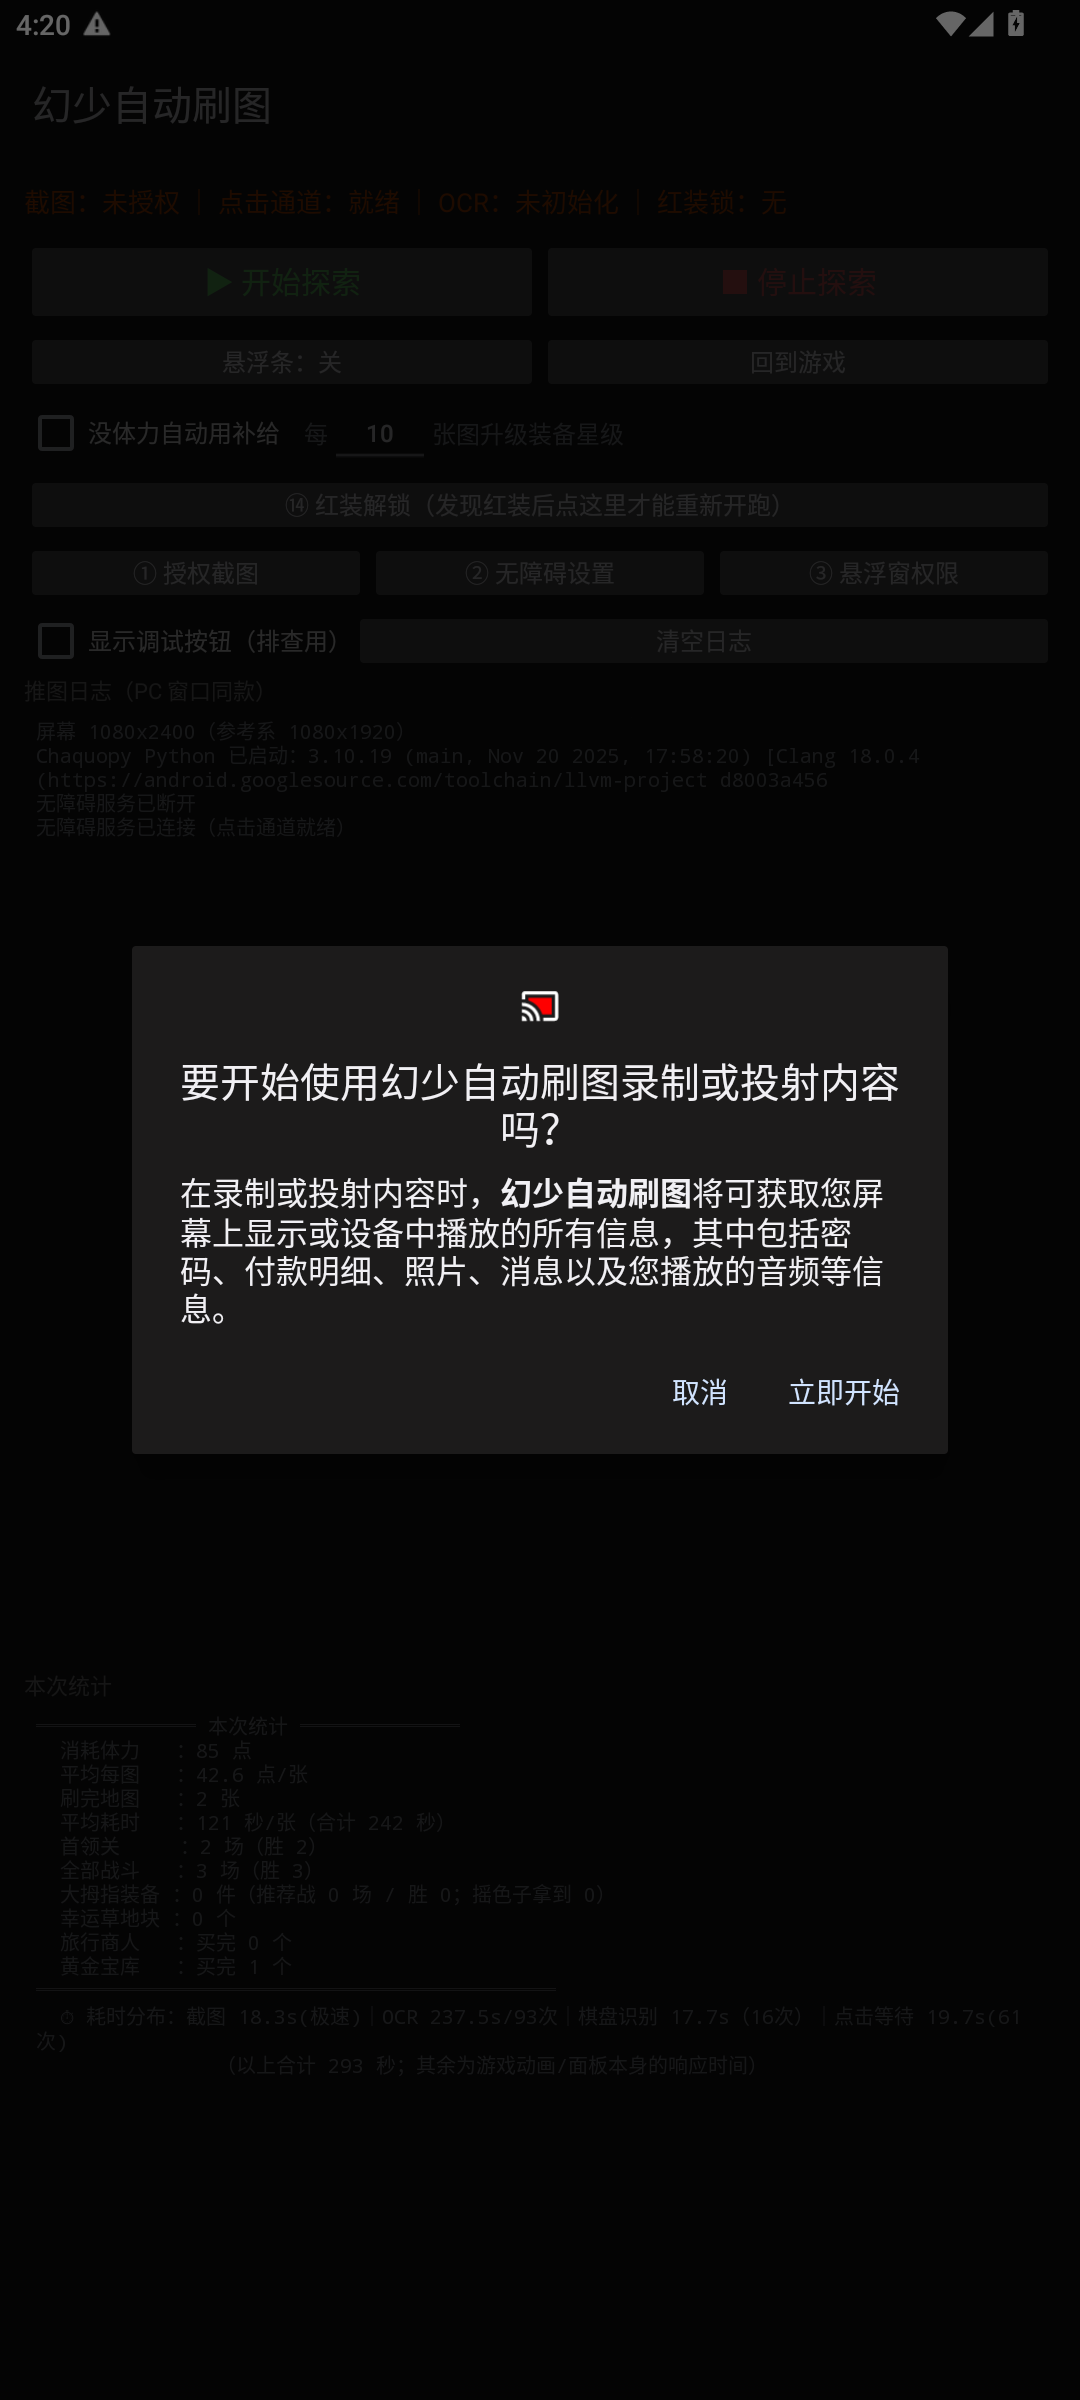 4:20
幻少自动刷图
截图：未授权 ｜ 点击通道：就绪 ｜ OCR：未初始化 ｜ 红装锁：无
▶ 开始探索
■ 停止探索
悬浮条：关
回到游戏
没体力自动用补给 每 10 张图升级装备星级
⑭ 红装解锁（发现红装后点这里才能重新开跑）
① 授权截图
② 无障碍设置
③ 悬浮窗权限
显示调试按钮（排查用）
清空日志
推图日志（PC 窗口同款）
屏幕 1080x2400（参考系 1080x1920）
Chaquopy Python 已启动：3.10.19 (main, Nov 20 2025, 17:58:20) [Clang 18.0.4
(https://android.googlesource.com/toolchain/llvm-project d8003a456
无障碍服务已断开
无障碍服务已连接（点击通道就绪）
要开始使用幻少自动刷图录制或投射内容
吗？
在录制或投射内容时，幻少自动刷图将可获取您屏
幕上显示或设备中播放的所有信息，其中包括密
码、付款明细、照片、消息以及您播放的音频等信
息。
取消
立即开始
本次统计
════════ 本次统计 ════════
消耗体力 ：85 点
平均每图 ：42.6 点/张
刷完地图 ：2 张
平均耗时 ：121 秒/张（合计 242 秒）
首领关 ：2 场（胜 2）
全部战斗 ：3 场（胜 3）
大拇指装备 ：0 件（推荐战 0 场 / 胜 0；摇色子拿到 0）
幸运草地块 ：0 个
旅行商人 ：买完 0 个
黄金宝库 ：买完 1 个
══════════════════════════
⏱ 耗时分布：截图 18.3s(极速)｜OCR 237.5s/93次｜棋盘识别 17.7s（16次）｜点击等待 19.7s(61
次)
（以上合计 293 秒；其余为游戏动画/面板本身的响应时间）